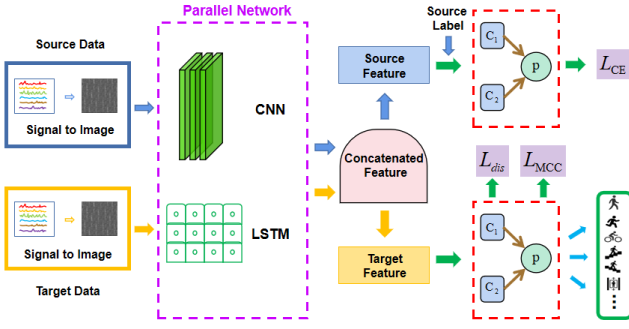 Parallel Network
Source Data
Signal to Image
CNN
LSTM
Signal to Image
Target Data
Source Feature
Concatenated Feature
Target Feature
Source Label
C1
C2
p
LCE
Ldis
LMCC
C1
C2
p